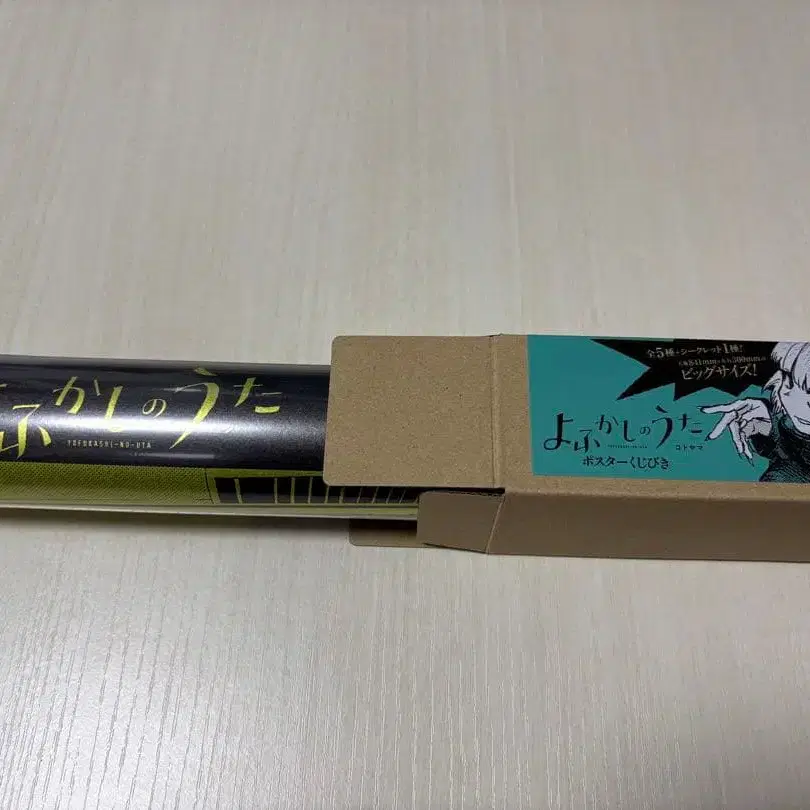 よふかしのうた
YOFUKASHI-NO-UTA
全5種+シークレット1種!
ビッグサイズ!
よふかしのうた
コトヤマ
ポスターくじびき